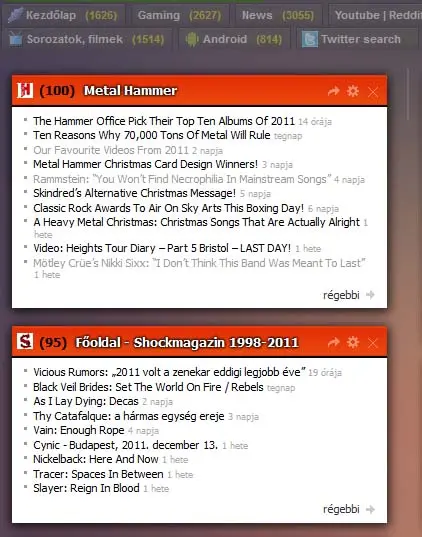 Kezdőlap (1626) Gaming (2627) News (3055) Youtube | Reddi
Sorozatok, filmek (1514) Android (814) Twitter search
(100) Metal Hammer
The Hammer Office Pick Their Top Ten Albums Of 2011 14 órája
Ten Reasons Why 70,000 Tons Of Metal Will Rule tegnap
Our Favourite Videos From 2011 2 napja
Metal Hammer Christmas Card Design Winners! 3 napja
Rammstein: "You Won't Find Necrophilia In Mainstream Songs" 4 napja
Skindred's Alternative Christmas Message! 5 napja
Classic Rock Awards To Air On Sky Arts This Boxing Day! 6 napja
A Heavy Metal Christmas: Christmas Songs That Are Actually Alright 1
hete
Video: Heights Tour Diary – Part 5 Bristol – LAST DAY! 1 hete
Mötley Crüe's Nikki Sixx: "I Don't Think This Band Was Meant To Last"
1 hete
régebbi
S (95) Főoldal - Shockmagazin 1998-2011
Vicious Rumors: „2011 volt a zenekar eddigi legjobb éve" 19 órája
Black Veil Brides: Set The World On Fire / Rebels tegnap
As I Lay Dying: Decas 2 napja
Thy Catafalque: a hármas egység ereje 3 napja
Vain: Enough Rope 4 napja
Cynic - Budapest, 2011. december 13. 1 hete
Nickelback: Here And Now 1 hete
Tracer: Spaces In Between 1 hete
Slayer: Reign In Blood 1 hete
régebbi